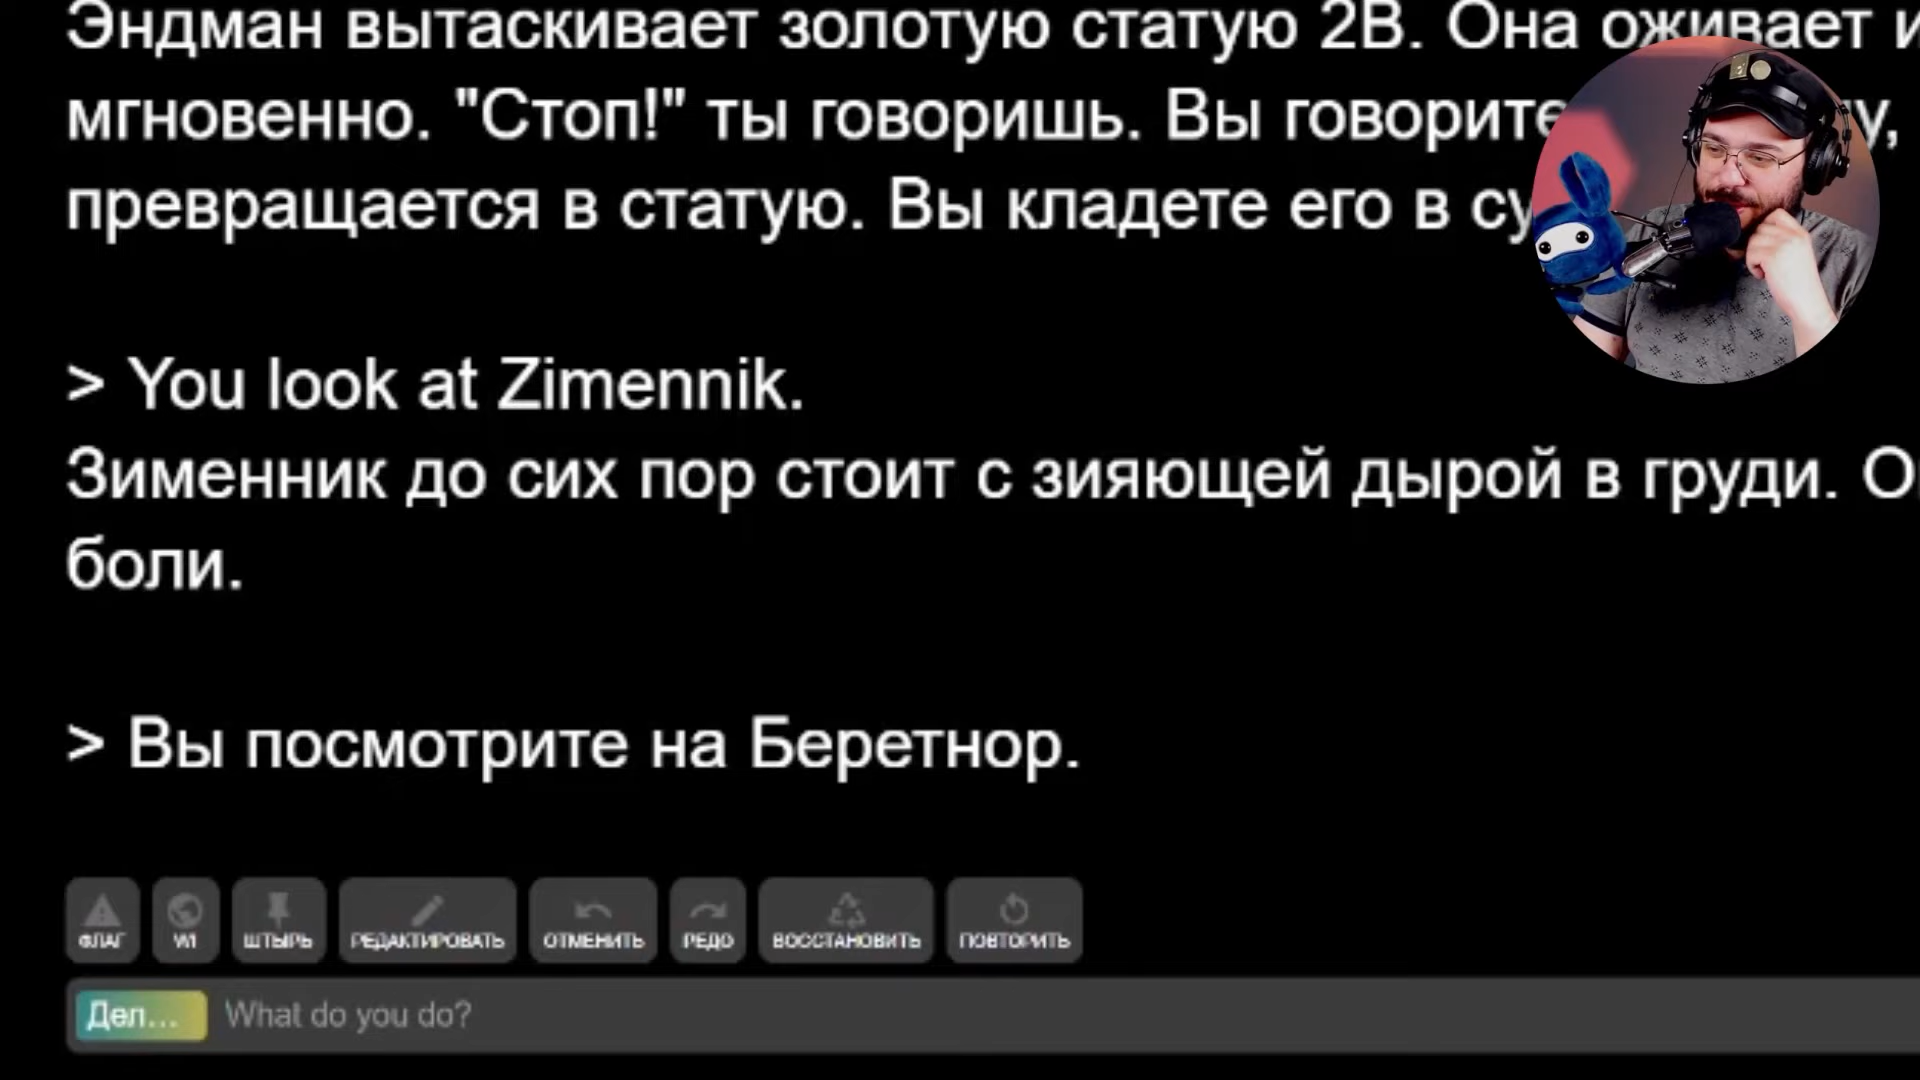 Эндман вытаскивает золотую статую 2В. Она оживает и
мгновенно. "Стоп!" ты говоришь. Вы говорите
превращается в статую. Вы кладете его в
> You look at Zimennik.
Зименник до сих пор стоит с зияющей дырой в груди.
боли.
> Вы посмотрите на Беретнор.
ФЛАГ WI ШТЫРЬ РЕДАКТИРОВАТЬ ОТМЕНИТЬ РЕДО ВОССТАНОВИТЬ ПОВТОРИТЬ
Дел... What do you do?